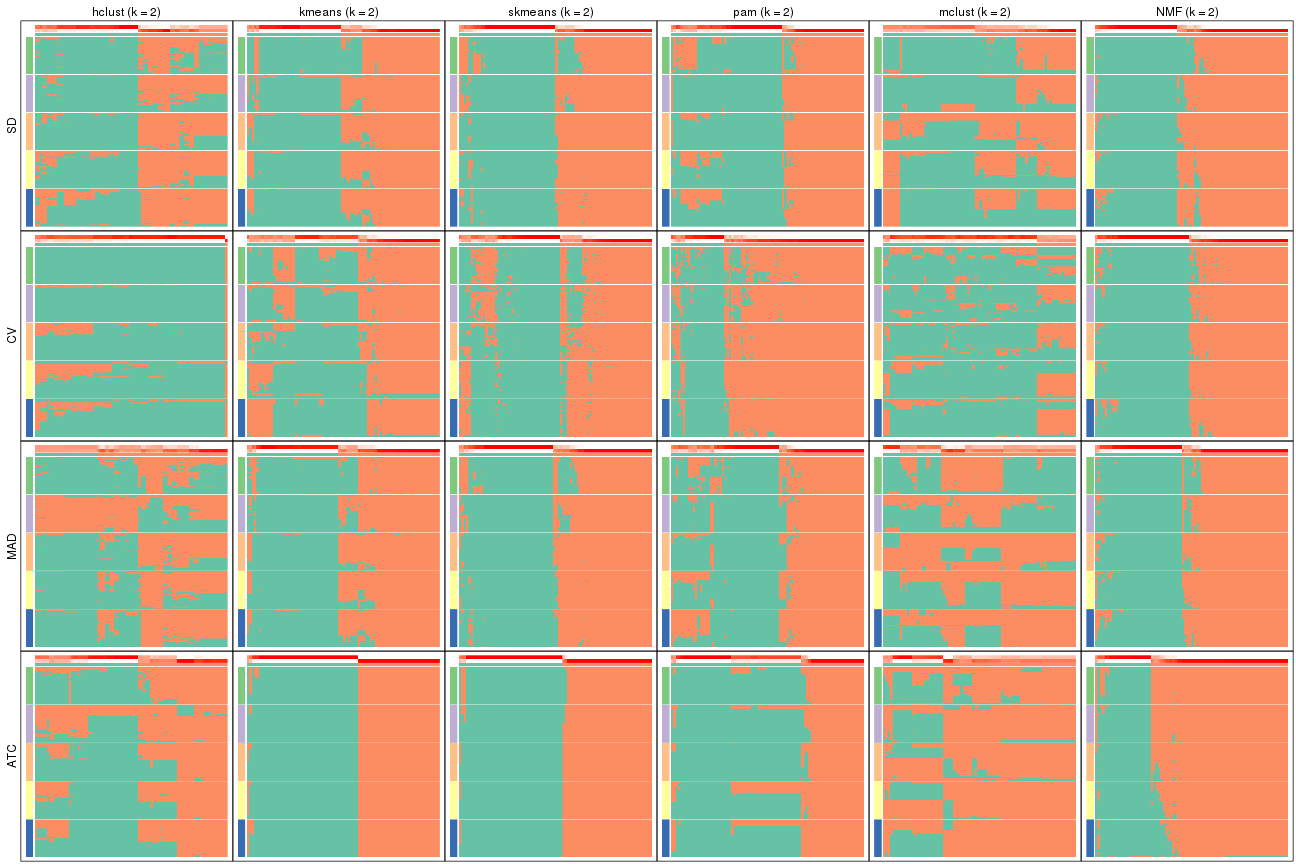 hclust (k = 2) kmeans (k = 2) skmeans (k = 2) pam (k = 2) mclust (k = 2) NMF (k = 2)
SD
CV
MAD
ATC